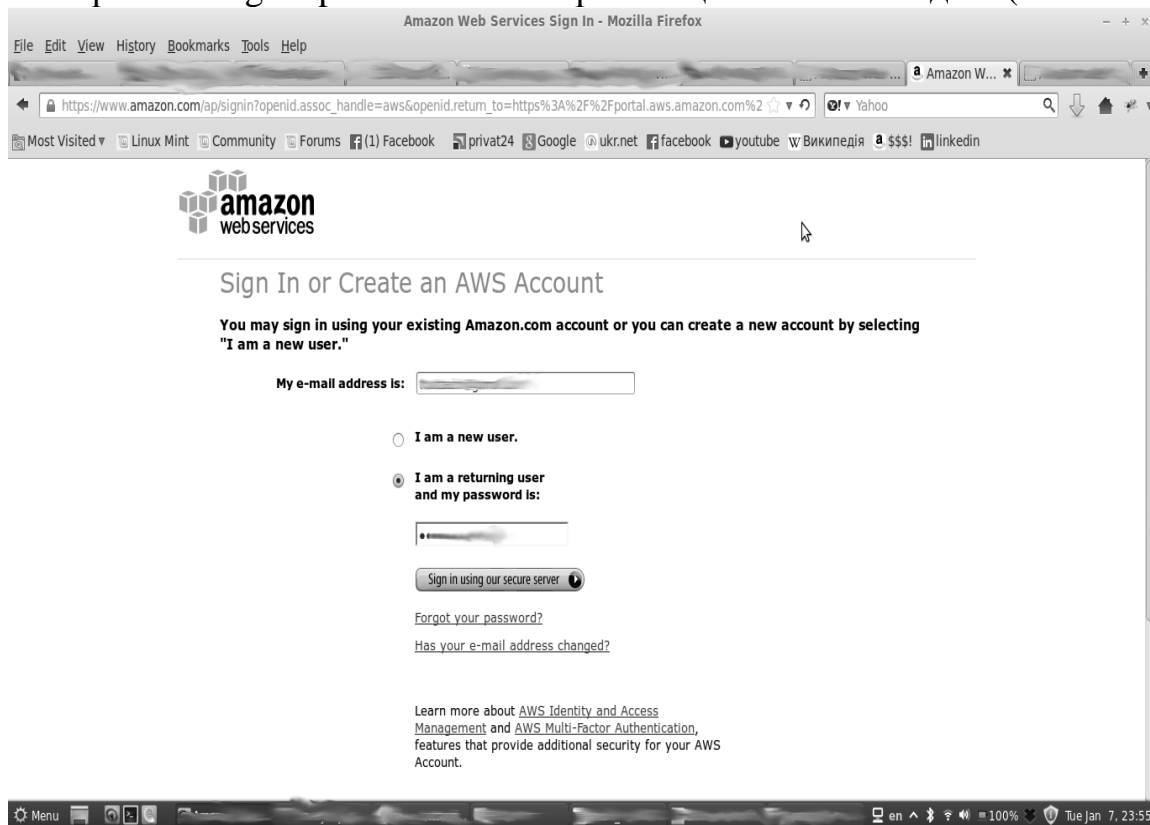 Amazon Web Services Sign In - Mozilla Firefox
File Edit View History Bookmarks Tools Help
... Amazon W...
https://www.amazon.com/ap/signin?openid.assoc_handle=aws&openid.return_to=https%3A%2F%2Fportal.aws.amazon.com%2 Yahoo
Most Visited Linux Mint Community Forums (1) Facebook privat24 Google ukr.net facebook youtube Википедія $$$! linkedin
amazon
web services
Sign In or Create an AWS Account
You may sign in using your existing Amazon.com account or you can create a new account by selecting
"I am a new user."
My e-mail address is:
I am a new user.
I am a returning user
and my password is:
Sign in using our secure server
Forgot your password?
Has your e-mail address changed?
Learn more about AWS Identity and Access
Management and AWS Multi-Factor Authentication,
features that provide additional security for your AWS
Account.
Menu en 100% Tue Jan 7, 23:55